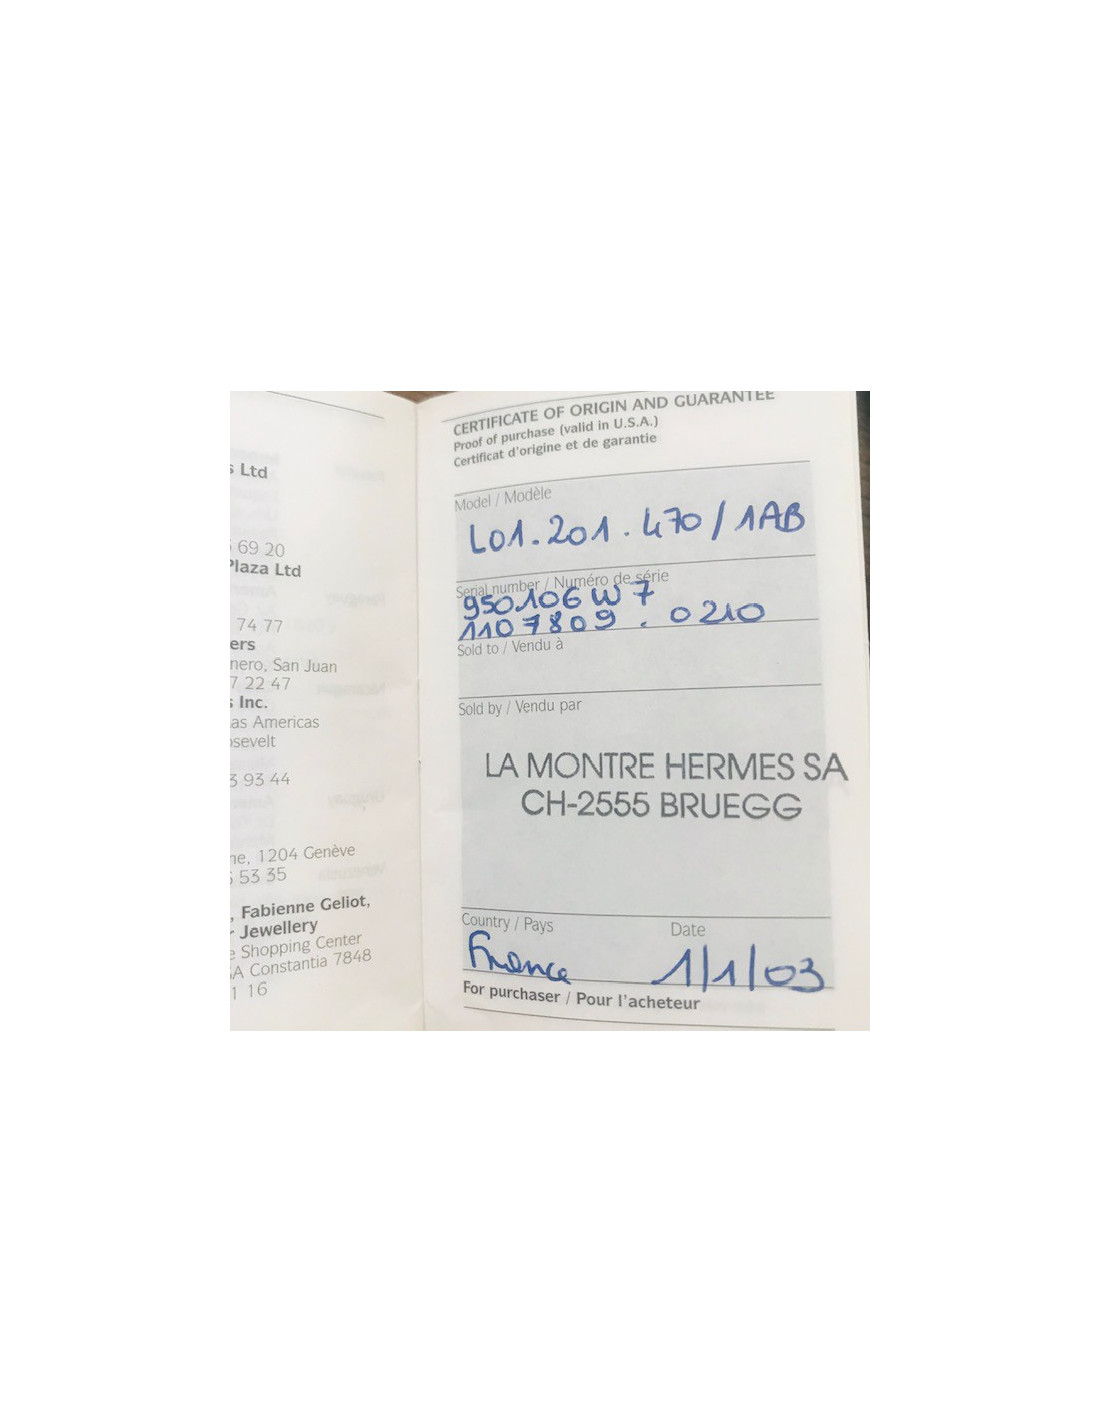 s Ltd
69 20
Plaza Ltd
74 77
ers
nero, San Juan
7 22 47
s Inc.
as Americas
osevelt
3 93 44
ne, 1204 Genève
5 53 35
, Fabienne Geliot,
r Jewellery
e Shopping Center
SA Constantia 7848
1 16
CERTIFICATE OF ORIGIN AND GUARANTEE
Proof of purchase (valid in U.S.A.)
Certificat d'origine et de garantie
Model / Modèle
L01.201.470/1AB
Serial number / Numéro de série
950106W7
1107809.0210
Sold to / Vendu à
Sold by / Vendu par
LA MONTRE HERMES SA
CH-2555 BRUEGG
Country / Pays Date
France 1/1/03
For purchaser / Pour l'acheteur